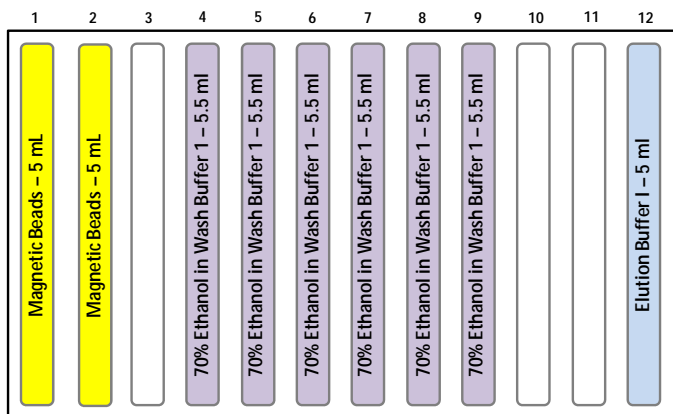 1 2 3 4 5 6 7 8 9 10 11 12
Magnetic Beads – 5 mL
Magnetic Beads – 5 mL
70% Ethanol in Wash Buffer 1 – 5.5 ml
70% Ethanol in Wash Buffer 1 – 5.5 ml
70% Ethanol in Wash Buffer 1 – 5.5 ml
70% Ethanol in Wash Buffer 1 – 5.5 ml
70% Ethanol in Wash Buffer 1 – 5.5 ml
70% Ethanol in Wash Buffer 1 – 5.5 ml
Elution Buffer I – 5 ml